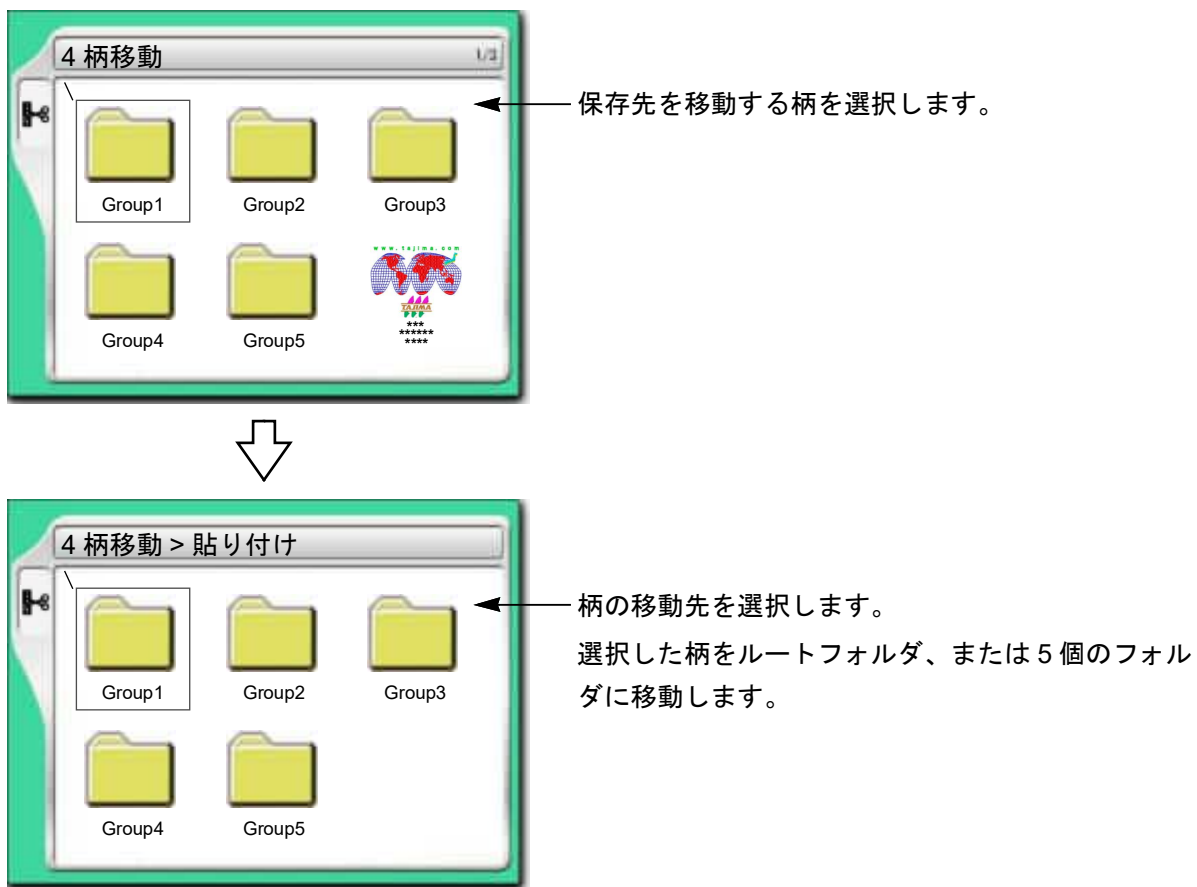 4 柄移動
1/3
保存先を移動する柄を選択します。
Group1
Group2
Group3
www.tajima.com
TAJIMA
***
******
****
Group4
Group5
4 柄移動 > 貼り付け
柄の移動先を選択します。
選択した柄をルートフォルダ、または 5 個のフォル
ダに移動します。
Group1
Group2
Group3
Group4
Group5